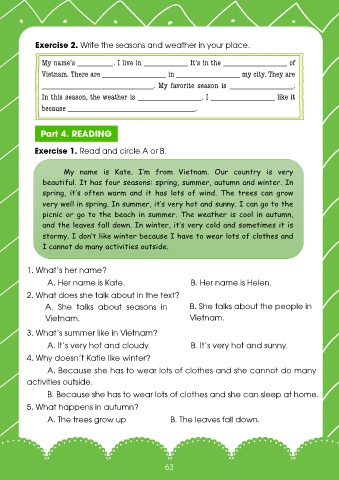 Exercise 2. Write the seasons and weather in your place.
My name's __________. I live in ____________ It's in the __________________ of
Vietnam. There are __________________ in __________________ my city. They are
________________________________. My favorite season is __________________.
In this season, the weather is __________________, I __________________ like it
because ____________________________________.
Part 4. READING
Exercise 1. Read and circle A or B.
My name is Kate. I'm from Vietnam. Our country is very
beautiful. It has four seasons: spring, summer, autumn and winter. In
spring, it's often warm and it has lots of wind. The trees can grow
very well in spring. In summer, it's very hot and sunny. I can go to the
picnic or go to the beach in summer. The weather is cool in autumn,
and the leaves fall down. In winter, it's very cold and sometimes it is
stormy. I don't like winter because I have to wear lots of clothes and
I cannot do many activities outside.
1. What's her name?
A. Her name is Kate. B. Her name is Helen.
2. What does she talk about in the text?
A. She talks about seasons in Vietnam. B. She talks about the people in Vietnam.
3. What's summer like in Vietnam?
A. It's very hot and cloudy. B. It's very hot and sunny.
4. Why doesn't Katie like winter?
A. Because she has to wear lots of clothes and she cannot do many
activities outside.
B. Because she has to wear lots of clothes and she can sleep at home.
5. What happens in autumn?
A. The trees grow up B. The leaves fall down.
63